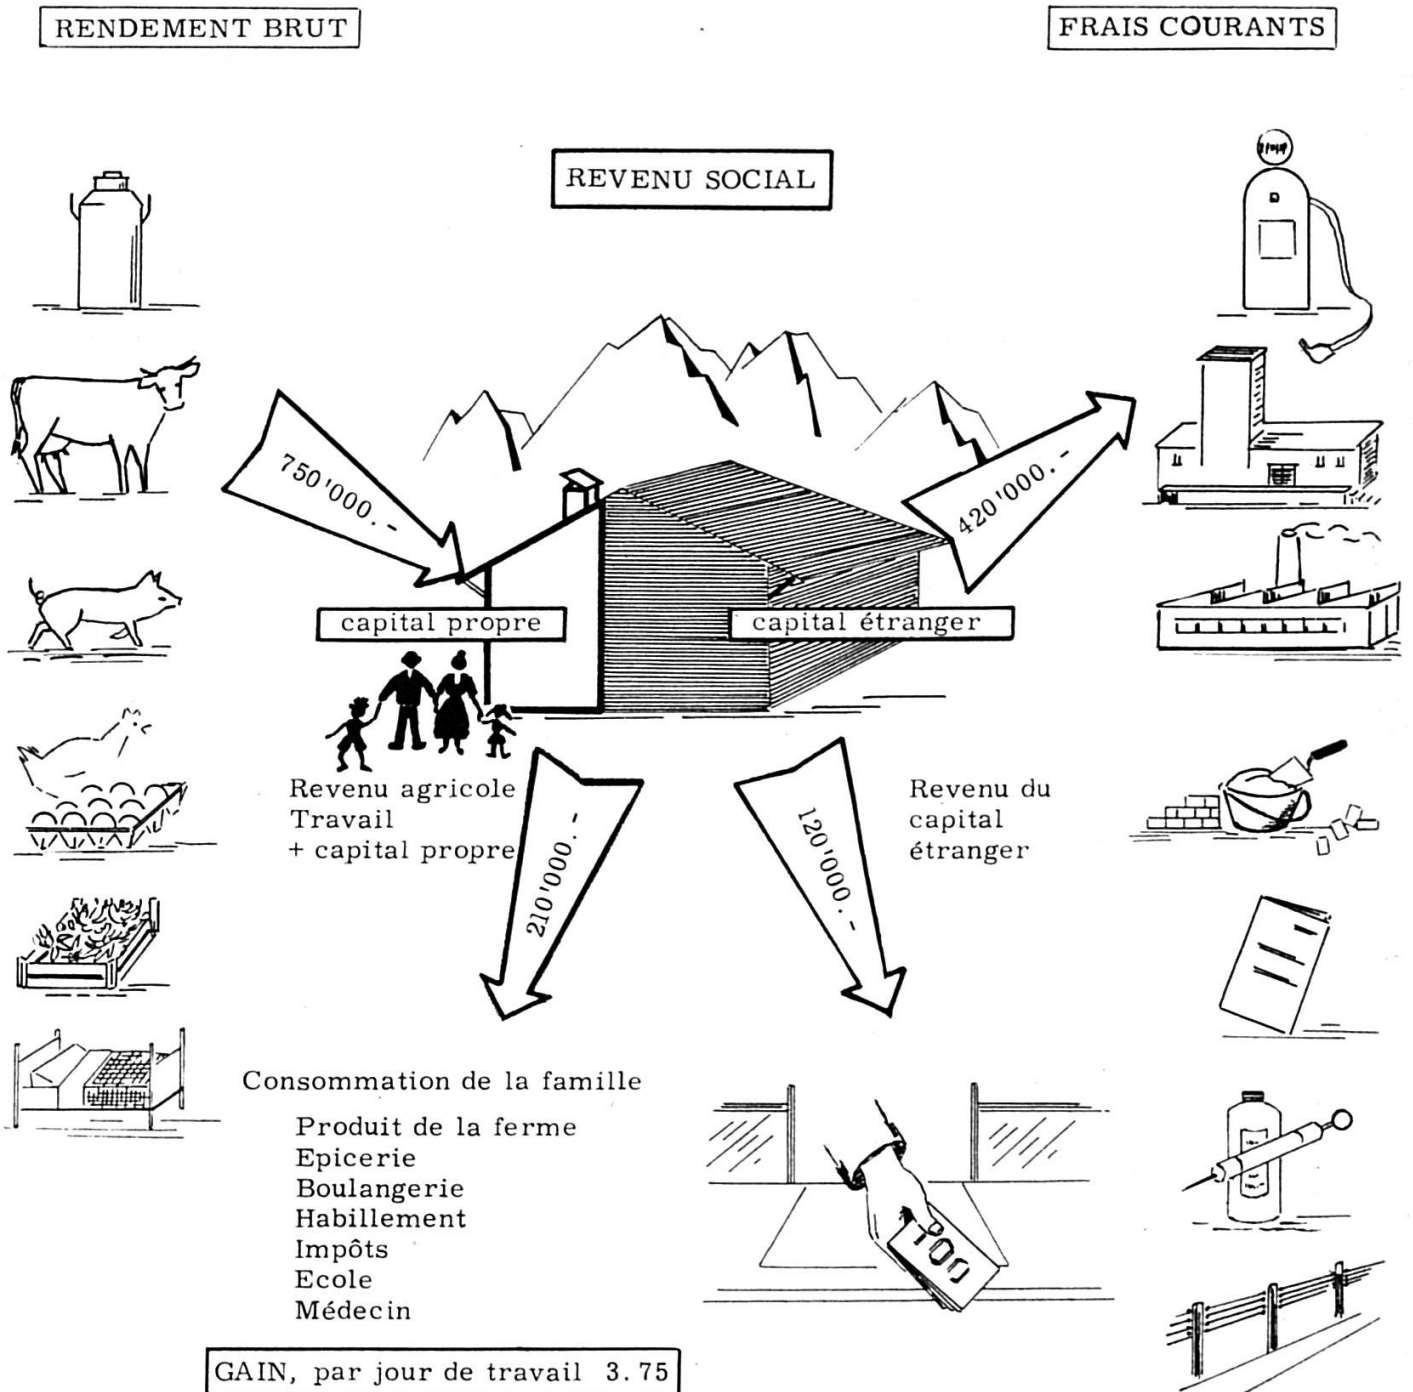 RENDEMENT BRUT
FRAIS COURANTS
REVENU SOCIAL
750'000.-
420'000.-
capital propre
capital étranger
Revenu agricole
Travail
+ capital propre
210'000.-
120'000.-
Revenu du
capital
étranger
Consommation de la famille
Produit de la ferme
Epicerie
Boulangerie
Habillement
Impôts
Ecole
Médecin
100
GAIN, par jour de travail 3.75